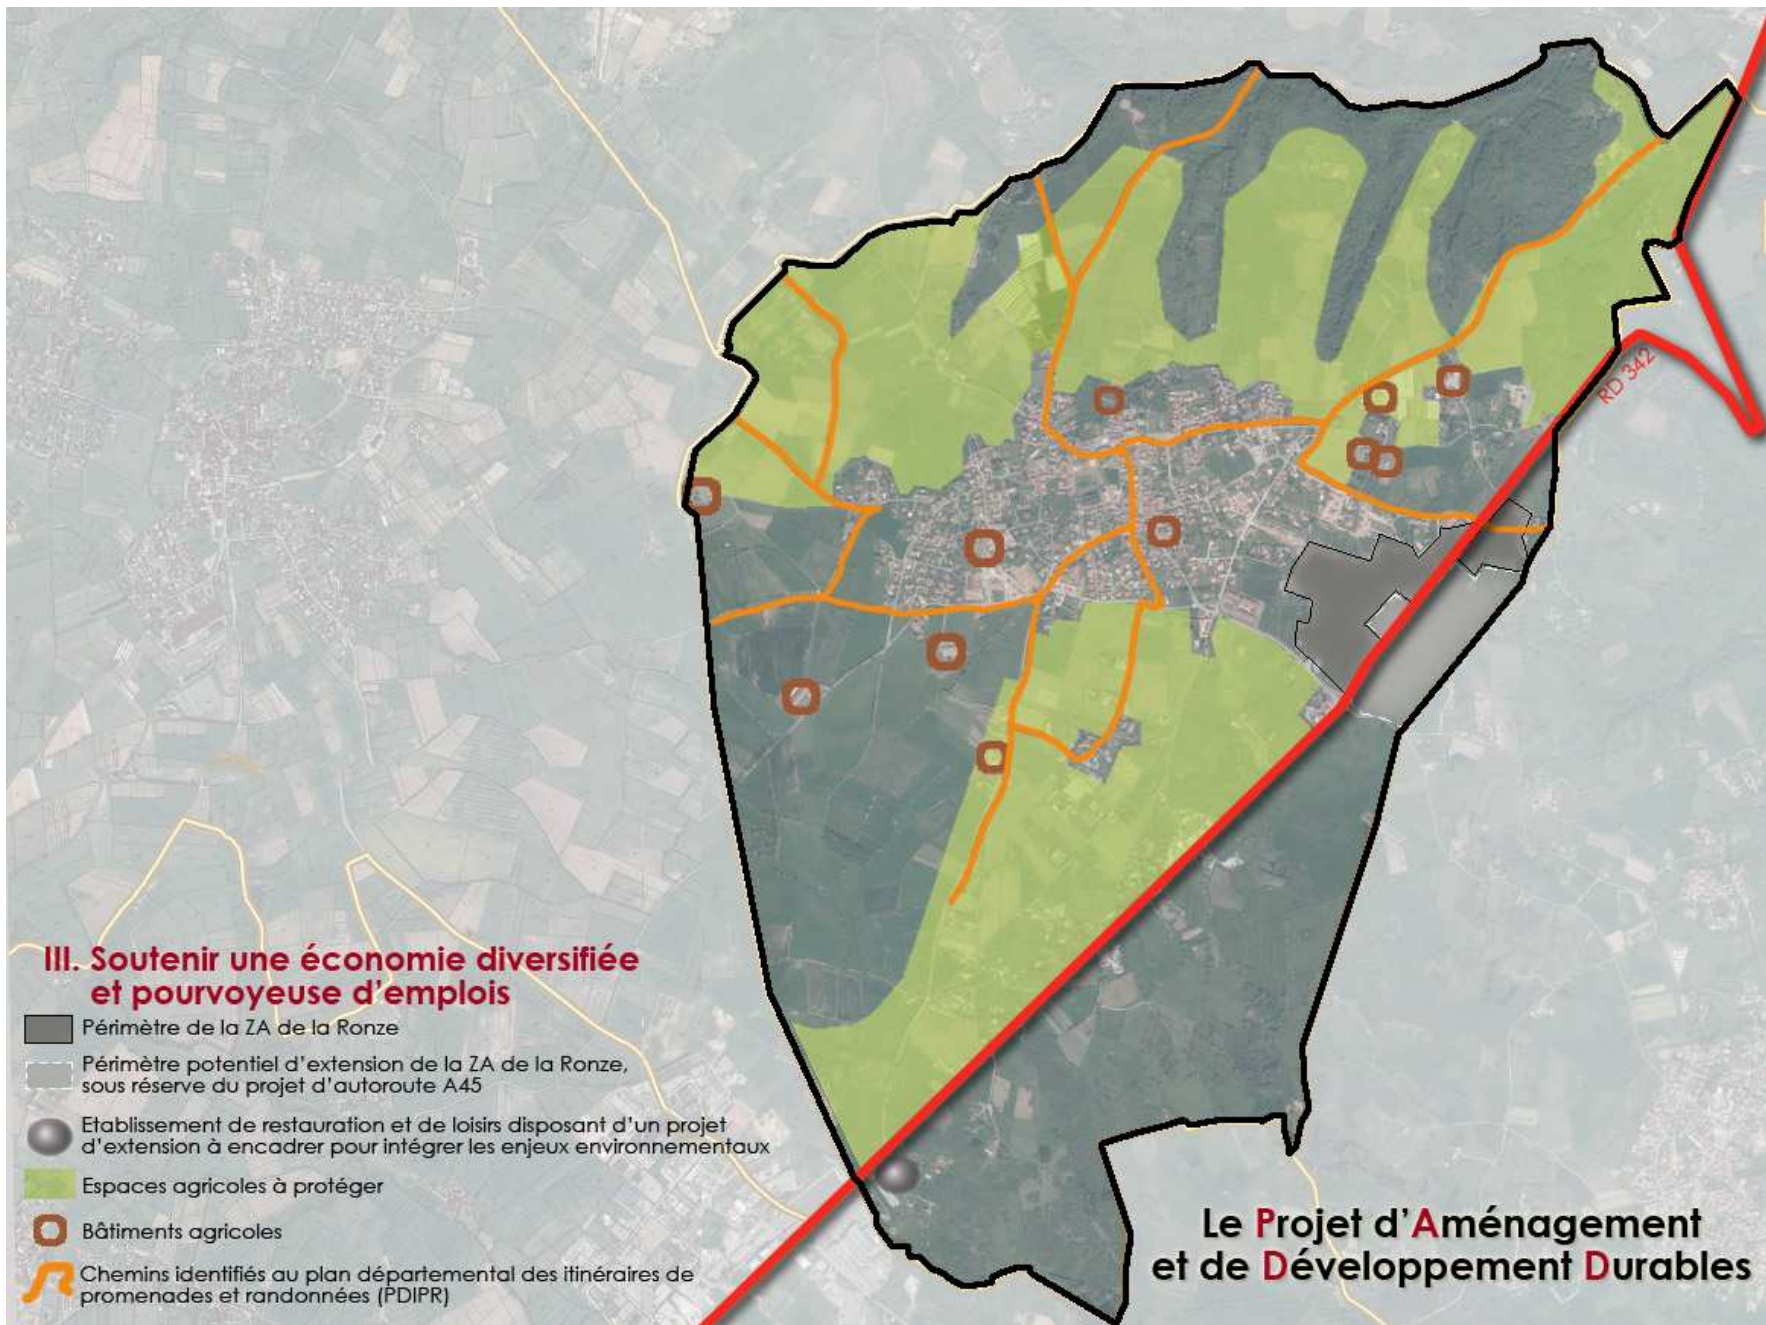 RD 342
III. Soutenir une économie diversifiée
et pourvoyeuse d'emplois
Périmètre de la ZA de la Ronze
Périmètre potentiel d'extension de la ZA de la Ronze,
sous réserve du projet d'autoroute A45
Etablissement de restauration et de loisirs disposant d'un projet
d'extension à encadrer pour intégrer les enjeux environnementaux
Espaces agricoles à protéger
Bâtiments agricoles
Chemins identifiés au plan départemental des itinéraires de
promenades et randonnées (PDIPR)
Le Projet d'Aménagement
et de Développement Durables